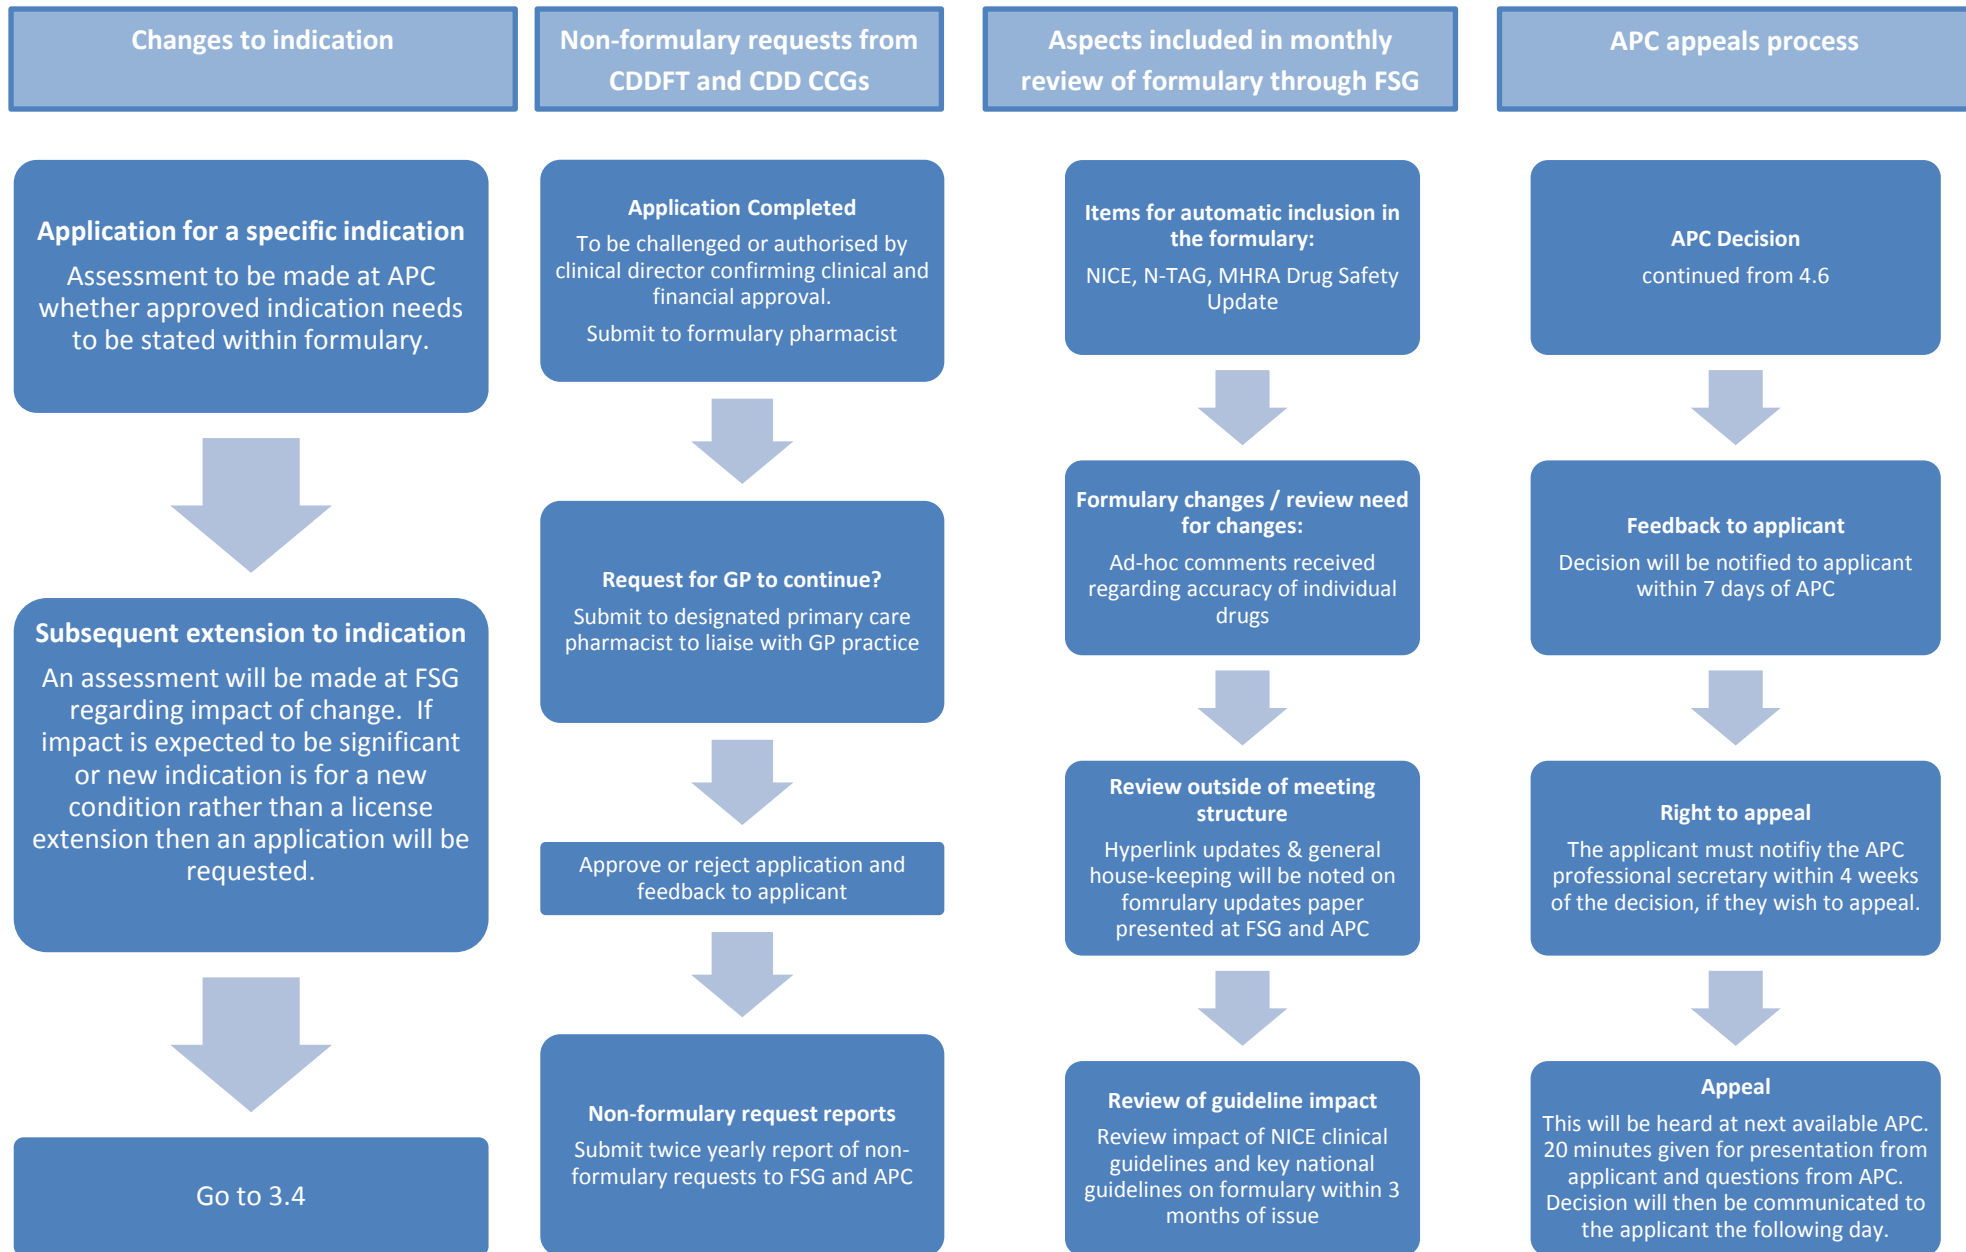 Changes to indication
Application for a specific indication
Assessment to be made at APC
whether approved indication needs
to be stated within formulary.
Subsequent extension to indication
An assessment will be made at FSG
regarding impact of change.  If
impact is expected to be significant
or new indication is for a new
condition rather than a license
extension then an application will be
requested.
Go to 3.4
Non-formulary requests from
CDDFT and CDD CCGs
Application Completed
To be challenged or authorised by
clinical director confirming clinical and
financial approval.
Submit to formulary pharmacist
Request for GP to continue?
Submit to designated primary care
pharmacist to liaise with GP practice
Approve or reject application and
feedback to applicant
Non-formulary request reports
Submit twice yearly report of non-
formulary requests to FSG and APC
Aspects included in monthly
review of formulary through FSG
Items for automatic inclusion in
the formulary:
NICE, N-TAG, MHRA Drug Safety
Update
Formulary changes / review need
for changes:
Ad-hoc comments received
regarding accuracy of individual
drugs
Review outside of meeting
structure
Hyperlink updates & general
house-keeping will be noted on
fomrulary updates paper
presented at FSG and APC
Review of guideline impact
Review impact of NICE clinical
guidelines and key national
guidelines on formulary within 3
months of issue
APC appeals process
APC Decision
continued from 4.6
Feedback to applicant
Decision will be notified to applicant
within 7 days of APC
Right to appeal
The applicant must notifiy the APC
professional secretary within 4 weeks
of the decision, if they wish to appeal.
Appeal
This will be heard at next available APC.
20 minutes given for presentation from
applicant and questions from APC.
Decision will then be communicated to
the applicant the following day.